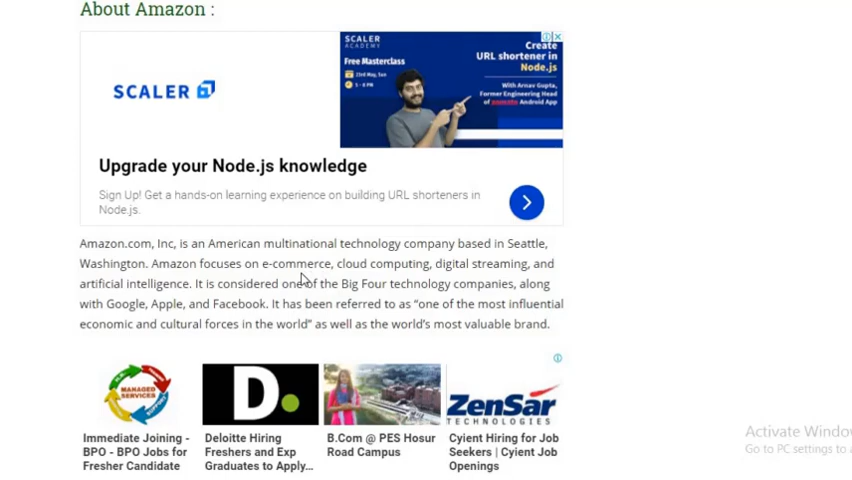 About Amazon :
SCALER
SCALER
ACADEMY
Free Masterclass
23rd May, Sun
5 - 8 PM
Create
URL shortener in
Node.js
With Arnav Gupta,
Former Engineering Head
of zomato Android App
Upgrade your Node.js knowledge
Sign Up! Get a hands-on learning experience on building URL shorteners in
Node.js.
Amazon.com, Inc, is an American multinational technology company based in Seattle,
Washington. Amazon focuses on e-commerce, cloud computing, digital streaming, and
artificial intelligence. It is considered one of the Big Four technology companies, along
with Google, Apple, and Facebook. It has been referred to as “one of the most influential
economic and cultural forces in the world” as well as the world’s most valuable brand.
MANAGED
SERVICES
SUPPORT
D.
ZenSar
TECHNOLOGIES
Immediate Joining -
BPO - BPO Jobs for
Fresher Candidate
Deloitte Hiring
Freshers and Exp
Graduates to Apply...
B.Com @ PES Hosur
Road Campus
Cyient Hiring for Job
Seekers | Cyient Job
Openings
Activate Window
Go to PC settings to a